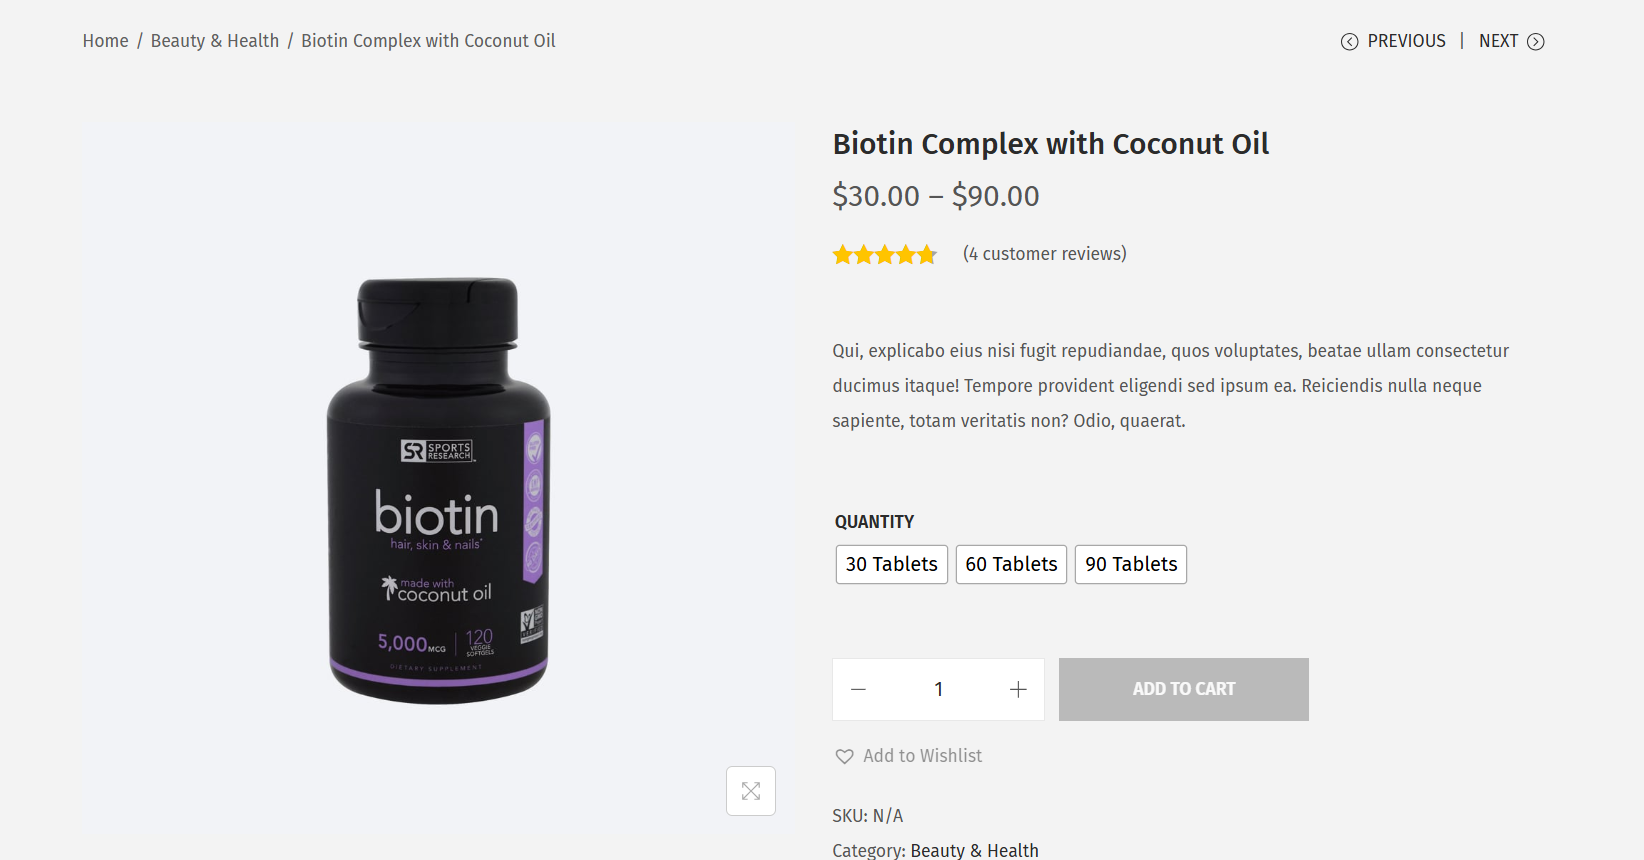 Home / Beauty & Health / Biotin Complex with Coconut Oil
PREVIOUS | NEXT
Biotin Complex with Coconut Oil
$30.00 – $90.00
(4 customer reviews)
Qui, explicabo eius nisi fugit repudiandae, quos voluptates, beatae ullam consectetur
ducimus itaque! Tempore provident eligendi sed ipsum ea. Reiciendis nulla neque
sapiente, totam veritatis non? Odio, quaerat.
QUANTITY
30 Tablets
60 Tablets
90 Tablets
1
ADD TO CART
Add to Wishlist
SKU: N/A
Category: Beauty & Health
SR SPORTS
RESEARCH
biotin
hair, skin & nails*
made with
coconut oil
5,000 MCG
120
VEGGIE
SOFTGELS
DIETARY SUPPLEMENT